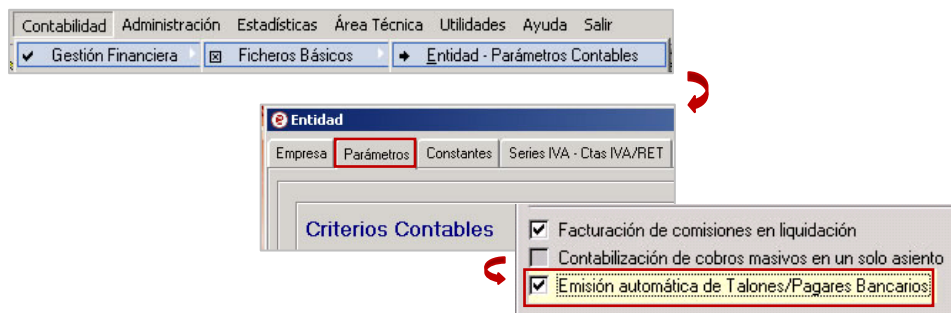 Contabilidad Administración Estadísticas Área Técnica Utilidades Ayuda Salir
Gestión Financiera Ficheros Básicos Entidad - Parámetros Contables
Entidad
Empresa Parámetros Constantes Series IVA - Ctas IVA/RET
Criterios Contables
Facturación de comisiones en liquidación
Contabilización de cobros masivos en un solo asiento
Emisión automática de Talones/Pagares Bancarios